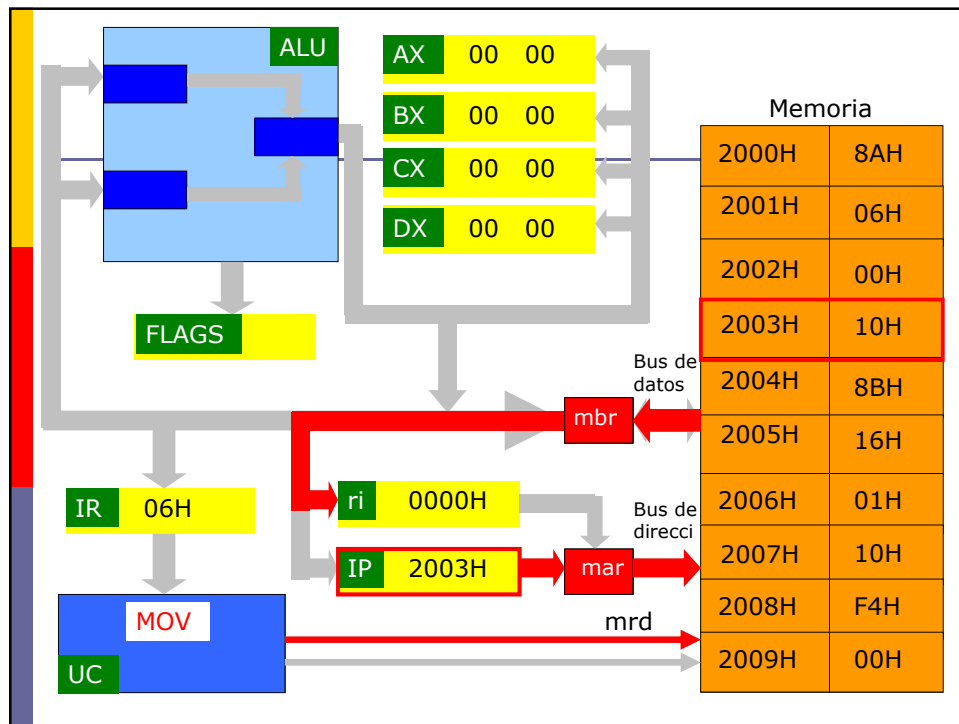 ALU
AX 00 00
BX 00 00
CX 00 00
DX 00 00
FLAGS
Memoria
2000H 8AH
2001H 06H
2002H 00H
2003H 10H
2004H 8BH
2005H 16H
2006H 01H
2007H 10H
2008H F4H
2009H 00H
Bus de
datos
mbr
IR 06H
ri 0000H
IP 2003H
Bus de
direcci
mar
MOV
UC
mrd